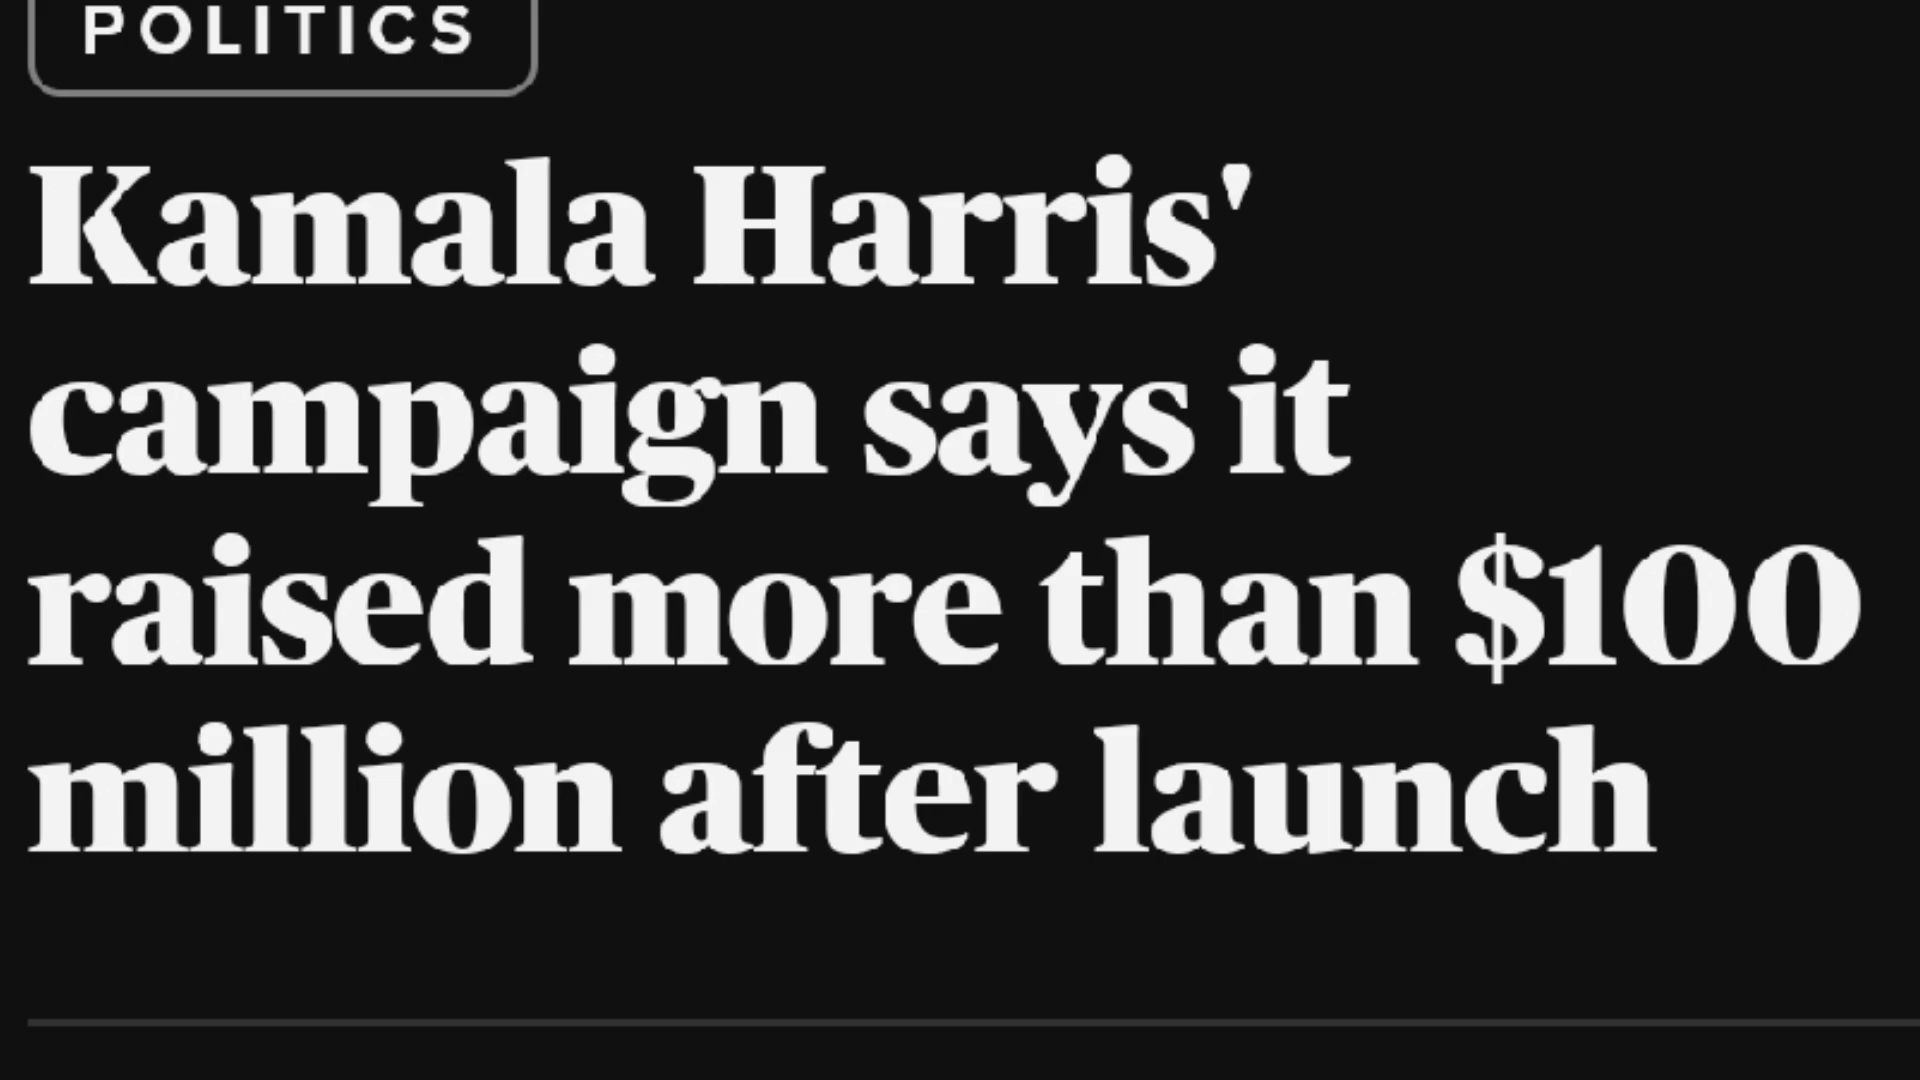 POLITICS
Kamala Harris'
campaign says it
raised more than $100
million after launch